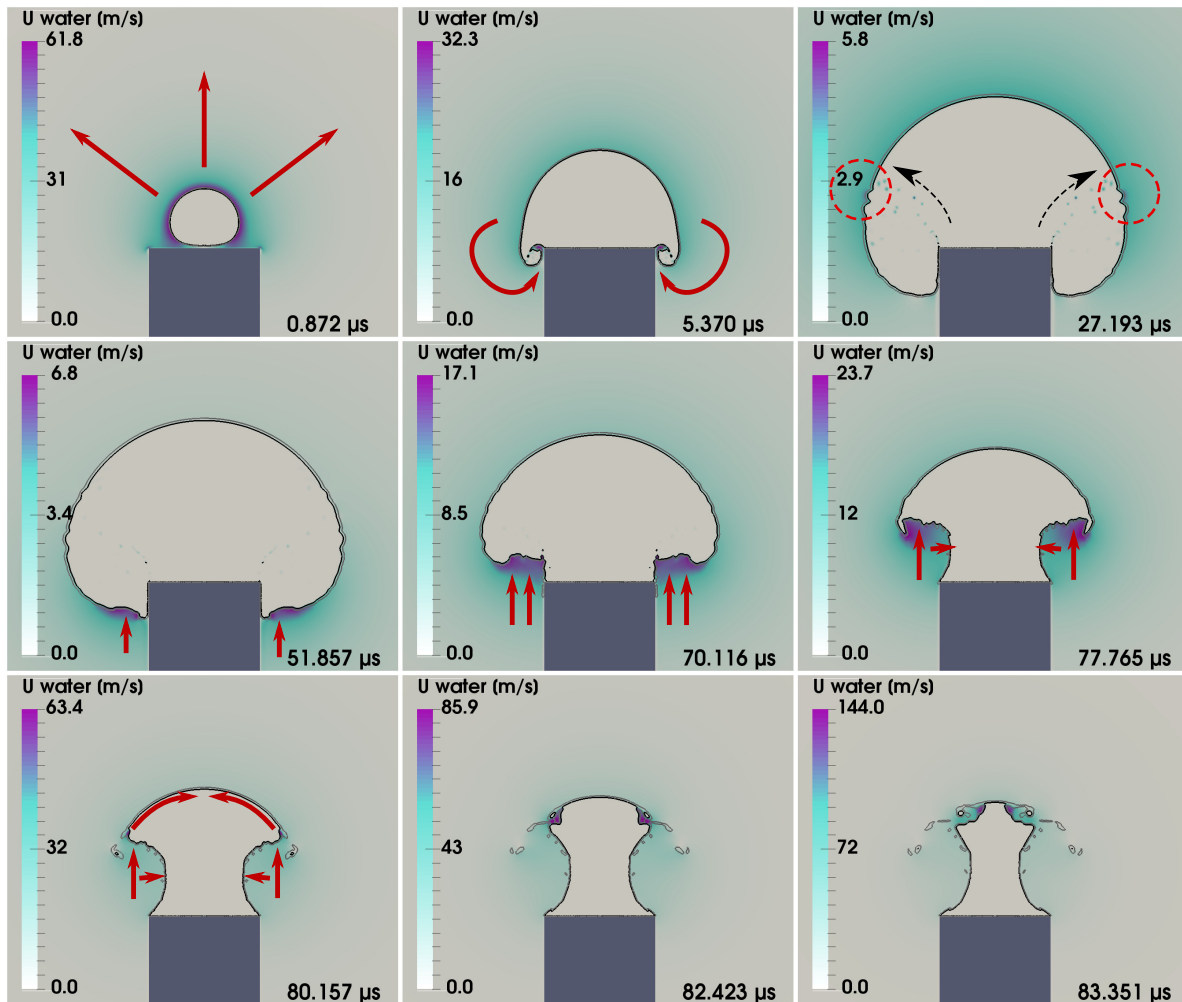 U water (m/s)
61.8
31
0.0
0.872 µs
U water (m/s)
32.3
16
0.0
5.370 µs
U water (m/s)
5.8
2.9
0.0
27.193 µs
U water (m/s)
6.8
3.4
0.0
51.857 µs
U water (m/s)
17.1
8.5
0.0
70.116 µs
U water (m/s)
23.7
12
0.0
77.765 µs
U water (m/s)
63.4
32
0.0
80.157 µs
U water (m/s)
85.9
43
0.0
82.423 µs
U water (m/s)
144.0
72
0.0
83.351 µs